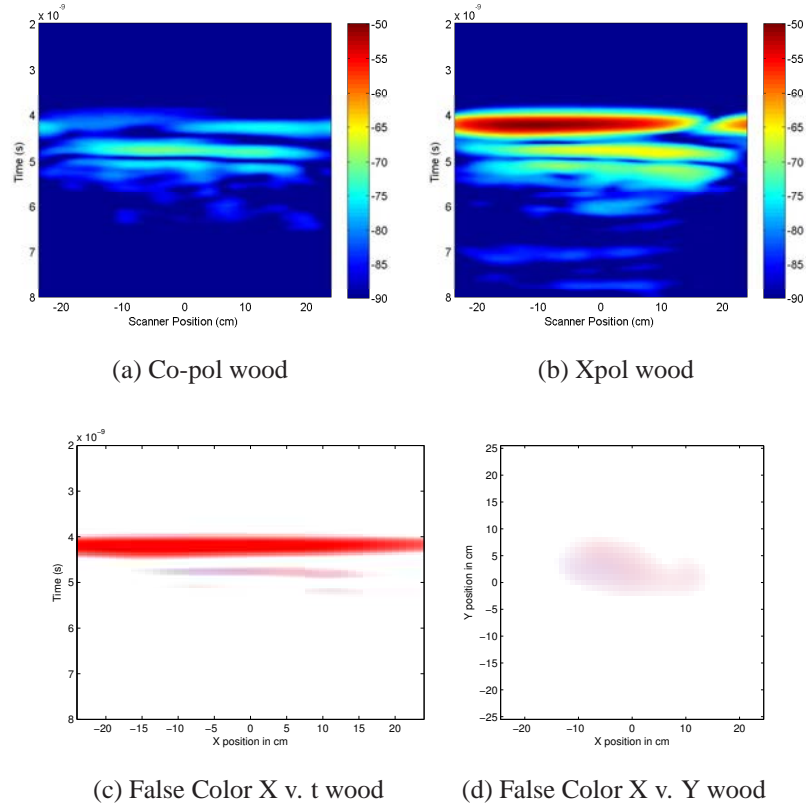 x 10⁻⁹
2
3
4
5
6
7
8
Time (s)
-20 -10 0 10 20
Scanner Position (cm)
-50
-55
-60
-65
-70
-75
-80
-85
-90
(a) Co-pol wood
x 10⁻⁹
2
3
4
5
6
7
8
Time (s)
-20 -10 0 10 20
Scanner Position (cm)
-50
-55
-60
-65
-70
-75
-80
-85
-90
(b) Xpol wood
x 10⁻⁹
2
3
4
5
6
7
8
Time (s)
−20 −15 −10 −5 0 5 10 15 20
X position in cm
(c) False Color X v. t wood
25
20
15
10
5
0
−5
−10
−15
−20
−25
Y position in cm
−20 −10 0 10 20
X position in cm
(d) False Color X v. Y wood